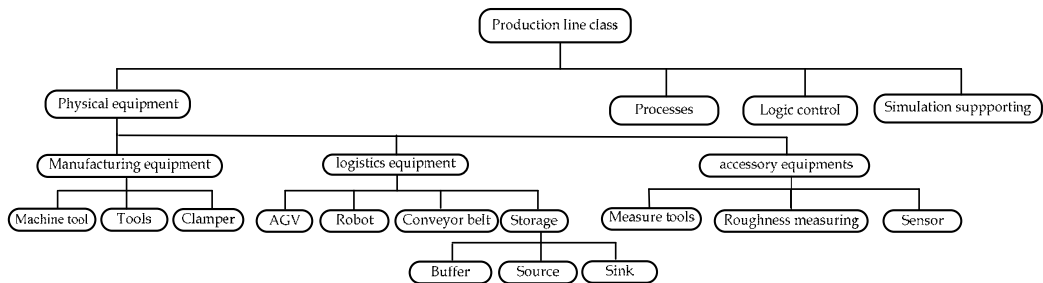 Production line class
Physical equipment
Processes
Logic control
Simulation suppporting
Manufacturing equipment
logistics equipment
accessory equipments
Machine tool
Tools
Clamper
AGV
Robot
Conveyor belt
Storage
Measure tools
Roughness measuring
Sensor
Buffer
Source
Sink